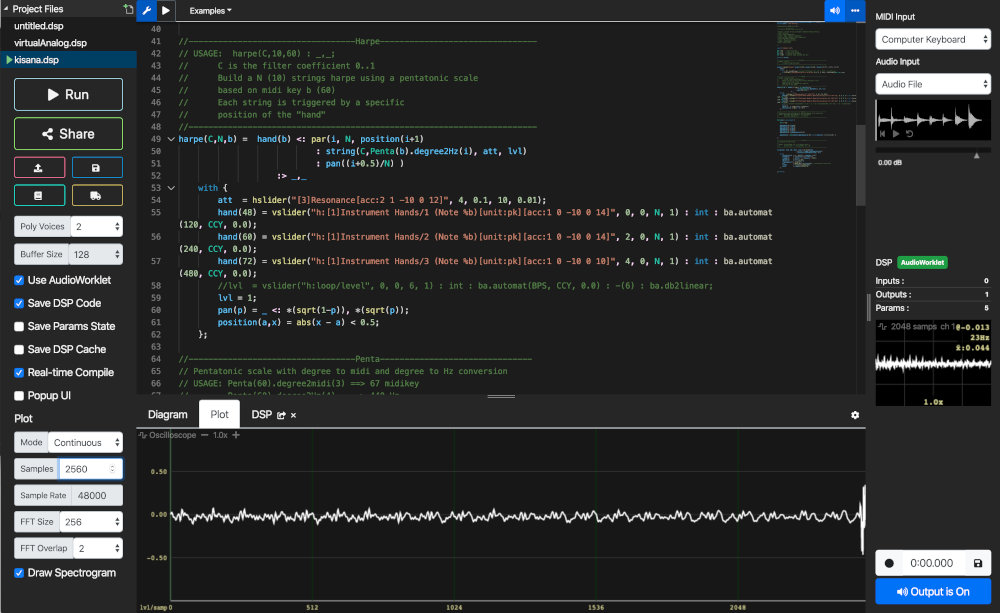 Project Files
untitled.dsp
virtualAnalog.dsp
kisana.dsp
Run
Share
Poly Voices 2
Buffer Size 128
Use AudioWorklet
Save DSP Code
Save Params State
Save DSP Cache
Real-time Compile
Popup UI
Plot
Mode Continuous
Samples 2560
Sample Rate 48000
FFT Size 256
FFT Overlap 2
Draw Spectrogram
Examples
40
41 //-----------------------------------Harpe-----------------------------------
42 // USAGE:  harpe(C,10,60) : _,_;
43 //      C is the filter coefficient 0..1
44 //      Build a N (10) strings harpe using a pentatonic scale
45 //      based on midi key b (60)
46 //      Each string is triggered by a specific
47 //      position of the "hand"
48 //---------------------------------------------------------------------------
49 harpe(C,N,b) =  hand(b) <: par(i, N, position(i+1)
50 : string(C,Penta(b).degree2Hz(i), att, lvl)
51 : pan((i+0.5)/N) )
52 :> _,_
53 with {
54 att  = hslider("[3]Resonance[acc:2 1 -10 0 12]", 4, 0.1, 10, 0.01);
55 hand(48) = vslider("h:[1]Instrument Hands/1 (Note %b)[unit:pk][acc:1 0 -10 0 14]", 0, 0, N, 1) : int : ba.automat
(120, CCY, 0.0);
56 hand(60) = vslider("h:[1]Instrument Hands/2 (Note %b)[unit:pk][acc:1 0 -10 0 14]", 2, 0, N, 1) : int : ba.automat
(240, CCY, 0.0);
57 hand(72) = vslider("h:[1]Instrument Hands/3 (Note %b)[unit:pk][acc:1 0 -10 0 10]", 4, 0, N, 1) : int : ba.automat
(480, CCY, 0.0);
58 //lvl  = vslider("h:loop/level", 0, 0, 6, 1) : int : ba.automat(BPS, CCY, 0.0) : -(6) : ba.db2linear;
59 lvl = 1;
60 pan(p) = _ <: *(sqrt(1-p)), *(sqrt(p));
61 position(a,x) = abs(x - a) < 0.5;
62 };
63
64 //-----------------------------------Penta-----------------------------------
65 // Pentatonic scale with degree to midi and degree to Hz conversion
66 // USAGE: Penta(60).degree2midi(3) ==> 67 midikey
Diagram Plot DSP ×
Oscilloscope — 1.0x +
0.50
0.00
-0.50
lvl/samp 0 512 1024 1536 2048
MIDI Input
Computer Keyboard
Audio Input
Audio File
0.00 dB
DSP AudioWorklet
Inputs : 0
Outputs : 1
Params : 5
2048 samps ch 1 @-0.013
23Hz
x̄:0.044
1.0x
0:00.000
Output is On